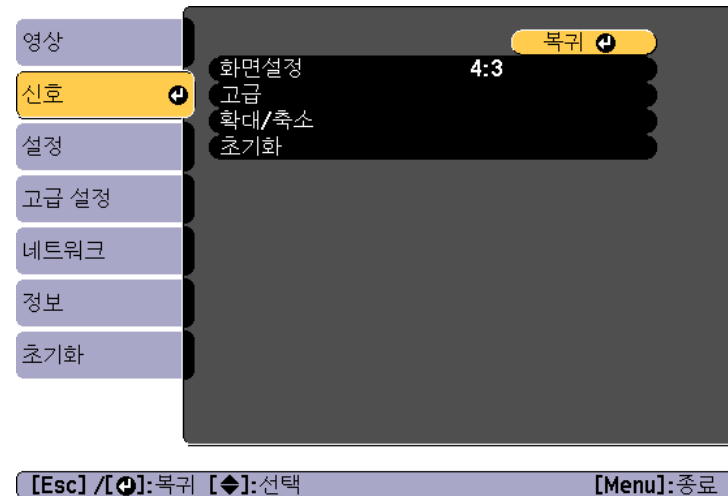 영상
신호
설정
고급 설정
네트워크
정보
초기화
복귀
화면설정 4:3
고급
확대/축소
초기화
[Esc] /[⏎]:복귀 [◆]:선택 [Menu]:종료